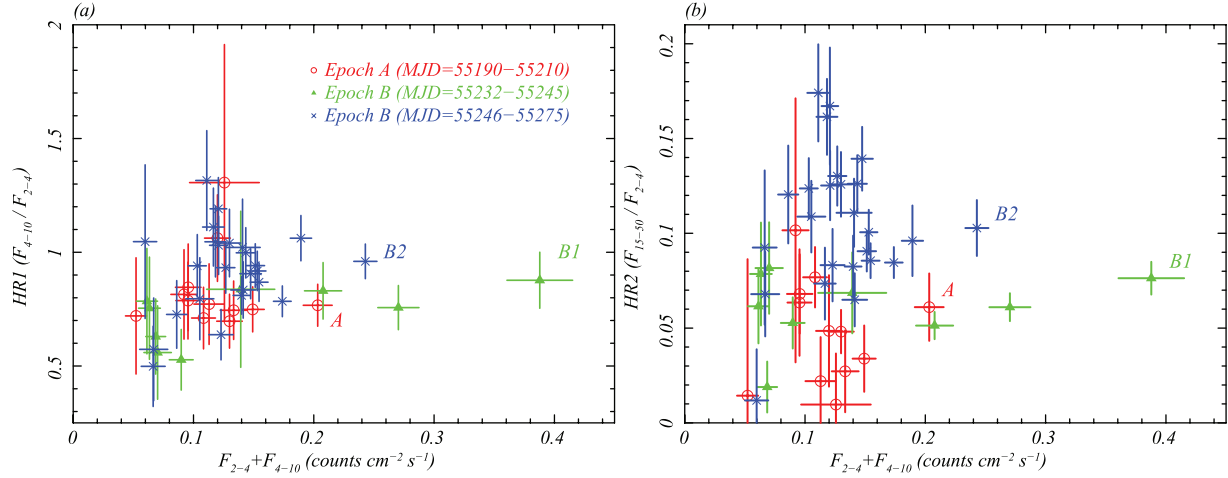 (a)
HR1 (F4−10 / F2−4)
2
1.5
1
0.5
Epoch A (MJD=55190−55210)
Epoch B (MJD=55232−55245)
Epoch B (MJD=55246−55275)
B2
B1
A
0
0.1
0.2
0.3
0.4
F2−4+F4−10 (counts cm−2 s−1)
(b)
HR2 (F15−50 / F2−4)
0.2
0.15
0.1
0.05
0
B2
B1
A
0
0.1
0.2
0.3
0.4
F2−4+F4−10 (counts cm−2 s−1)